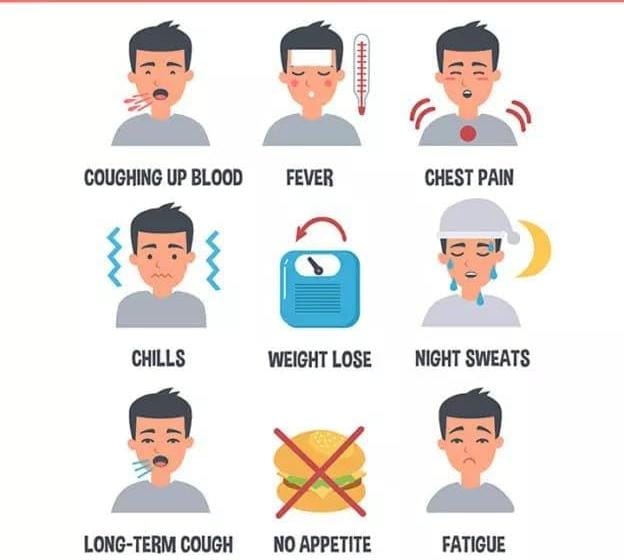 COUGHING UP BLOOD
FEVER
CHEST PAIN
CHILLS
WEIGHT LOSE
NIGHT SWEATS
LONG-TERM COUGH
NO APPETITE
FATIGUE